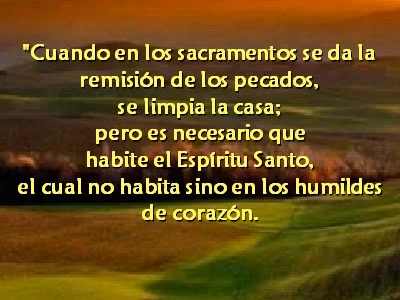 "Cuando en los sacramentos se da la
remisión de los pecados,
se limpia la casa;
pero es necesario que
habite el Espíritu Santo,
el cual no habita sino en los humildes
de corazón.